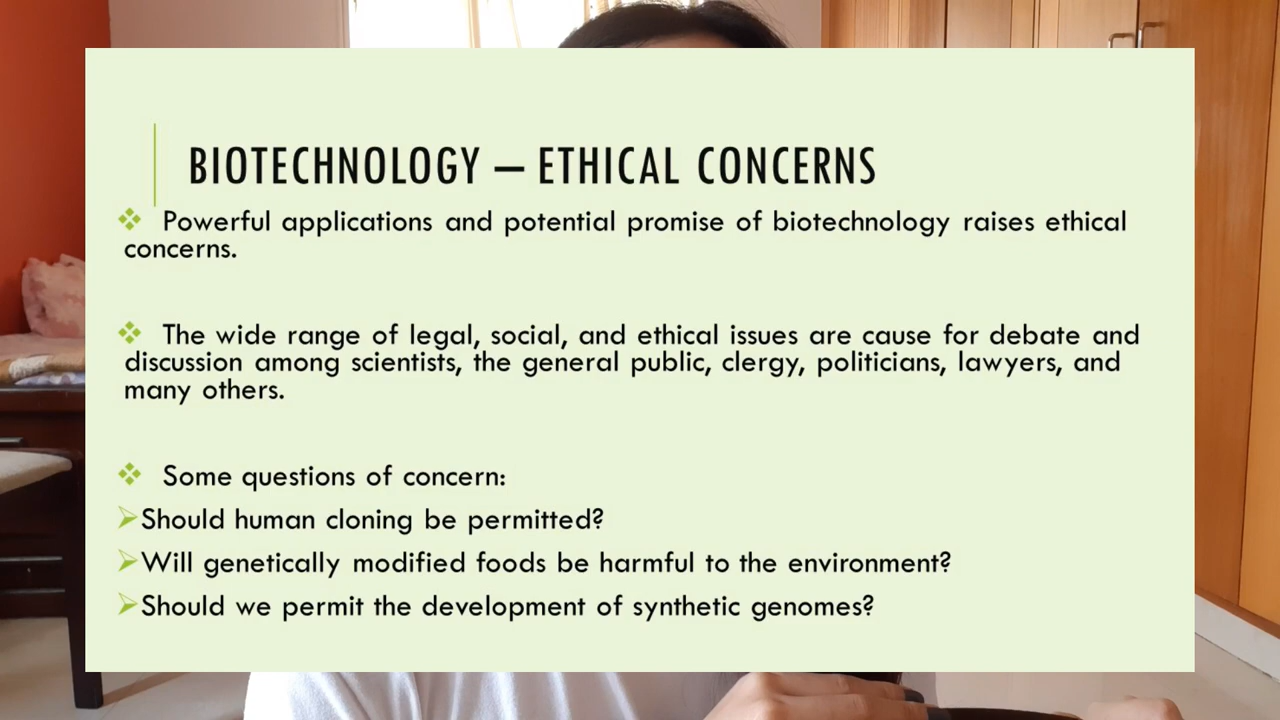 BIOTECHNOLOGY – ETHICAL CONCERNS
Powerful applications and potential promise of biotechnology raises ethical
concerns.
The wide range of legal, social, and ethical issues are cause for debate and
discussion among scientists, the general public, clergy, politicians, lawyers, and
many others.
Some questions of concern:
Should human cloning be permitted?
Will genetically modified foods be harmful to the environment?
Should we permit the development of synthetic genomes?